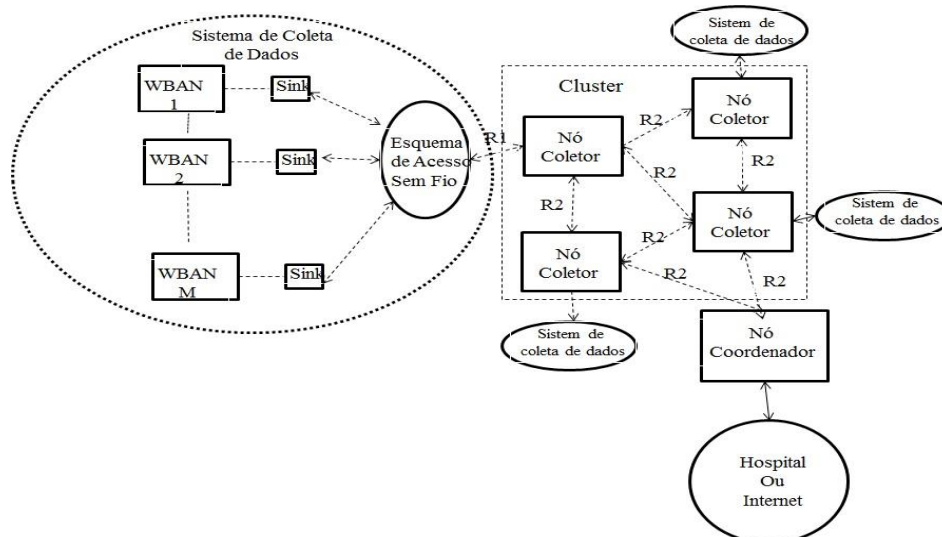 Sistema de Coleta
de Dados
WBAN
1
Sink
WBAN
2
Sink
WBAN
M
Sink
Esquema
de Acesso
Sem Fio
R1
Sistem de
coleta de dados
Cluster
Nó
Coletor
R2
Nó
Coletor
R2
R2
R2
Nó
Coletor
R2
Nó
Coletor
Sistem de
coleta de dados
R2
R2
Sistem de
coleta de dados
Nó
Coordenador
Hospital
Ou
Internet